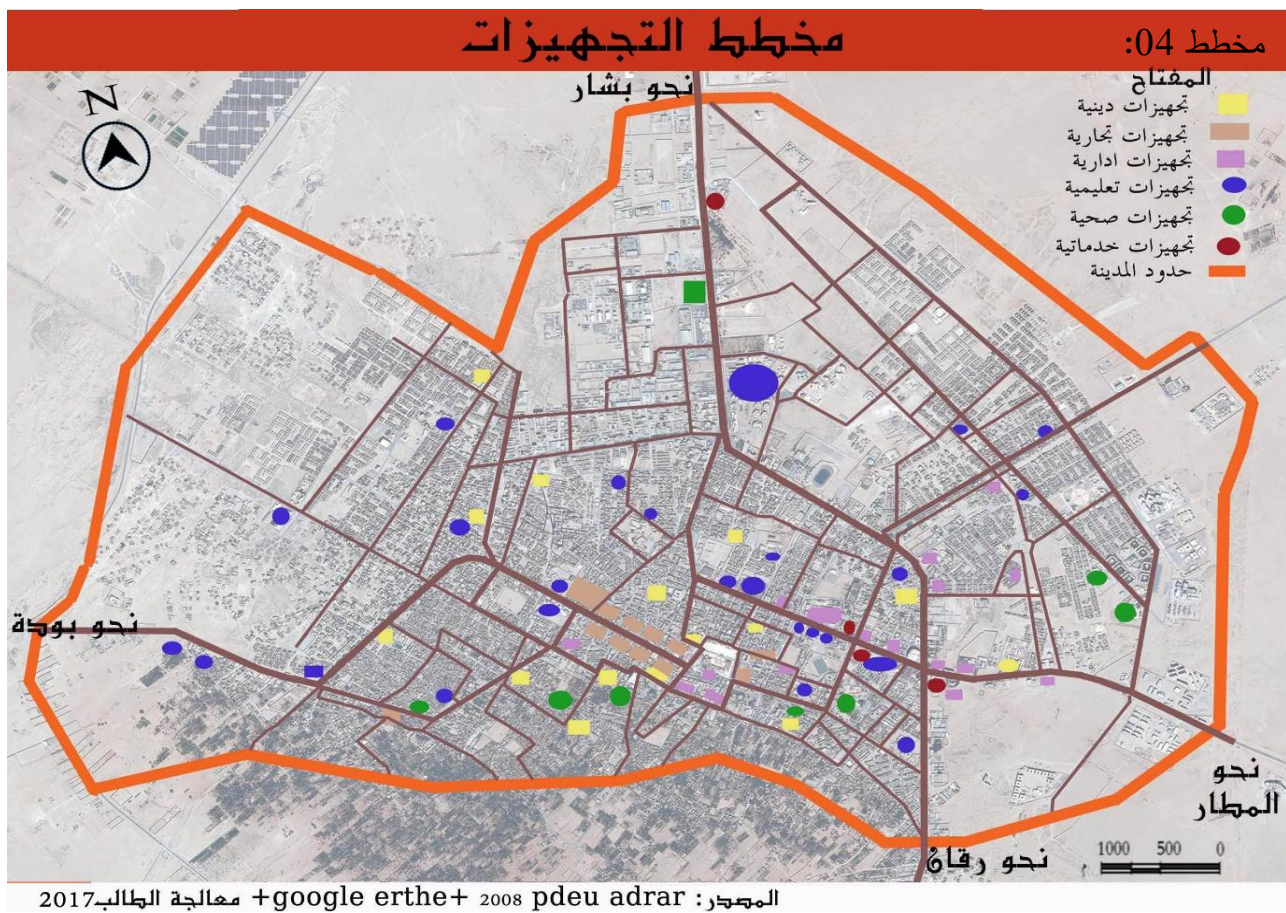 مخطط 04:
مخطط التجهيزات
المفتاح
تجهيزات دينية
تجهيزات تجارية
تجهيزات ادارية
تجهيزات تعليمية
تجهيزات صحية
تجهيزات خدماتية
حدود المدينة
نحو بشار
N
نحو بودة
نحو المطار
نحو رقان
1000 500 0 م
المصدر: google erthe+ 2008 pdeu adrar+ معالجة الطالب2017